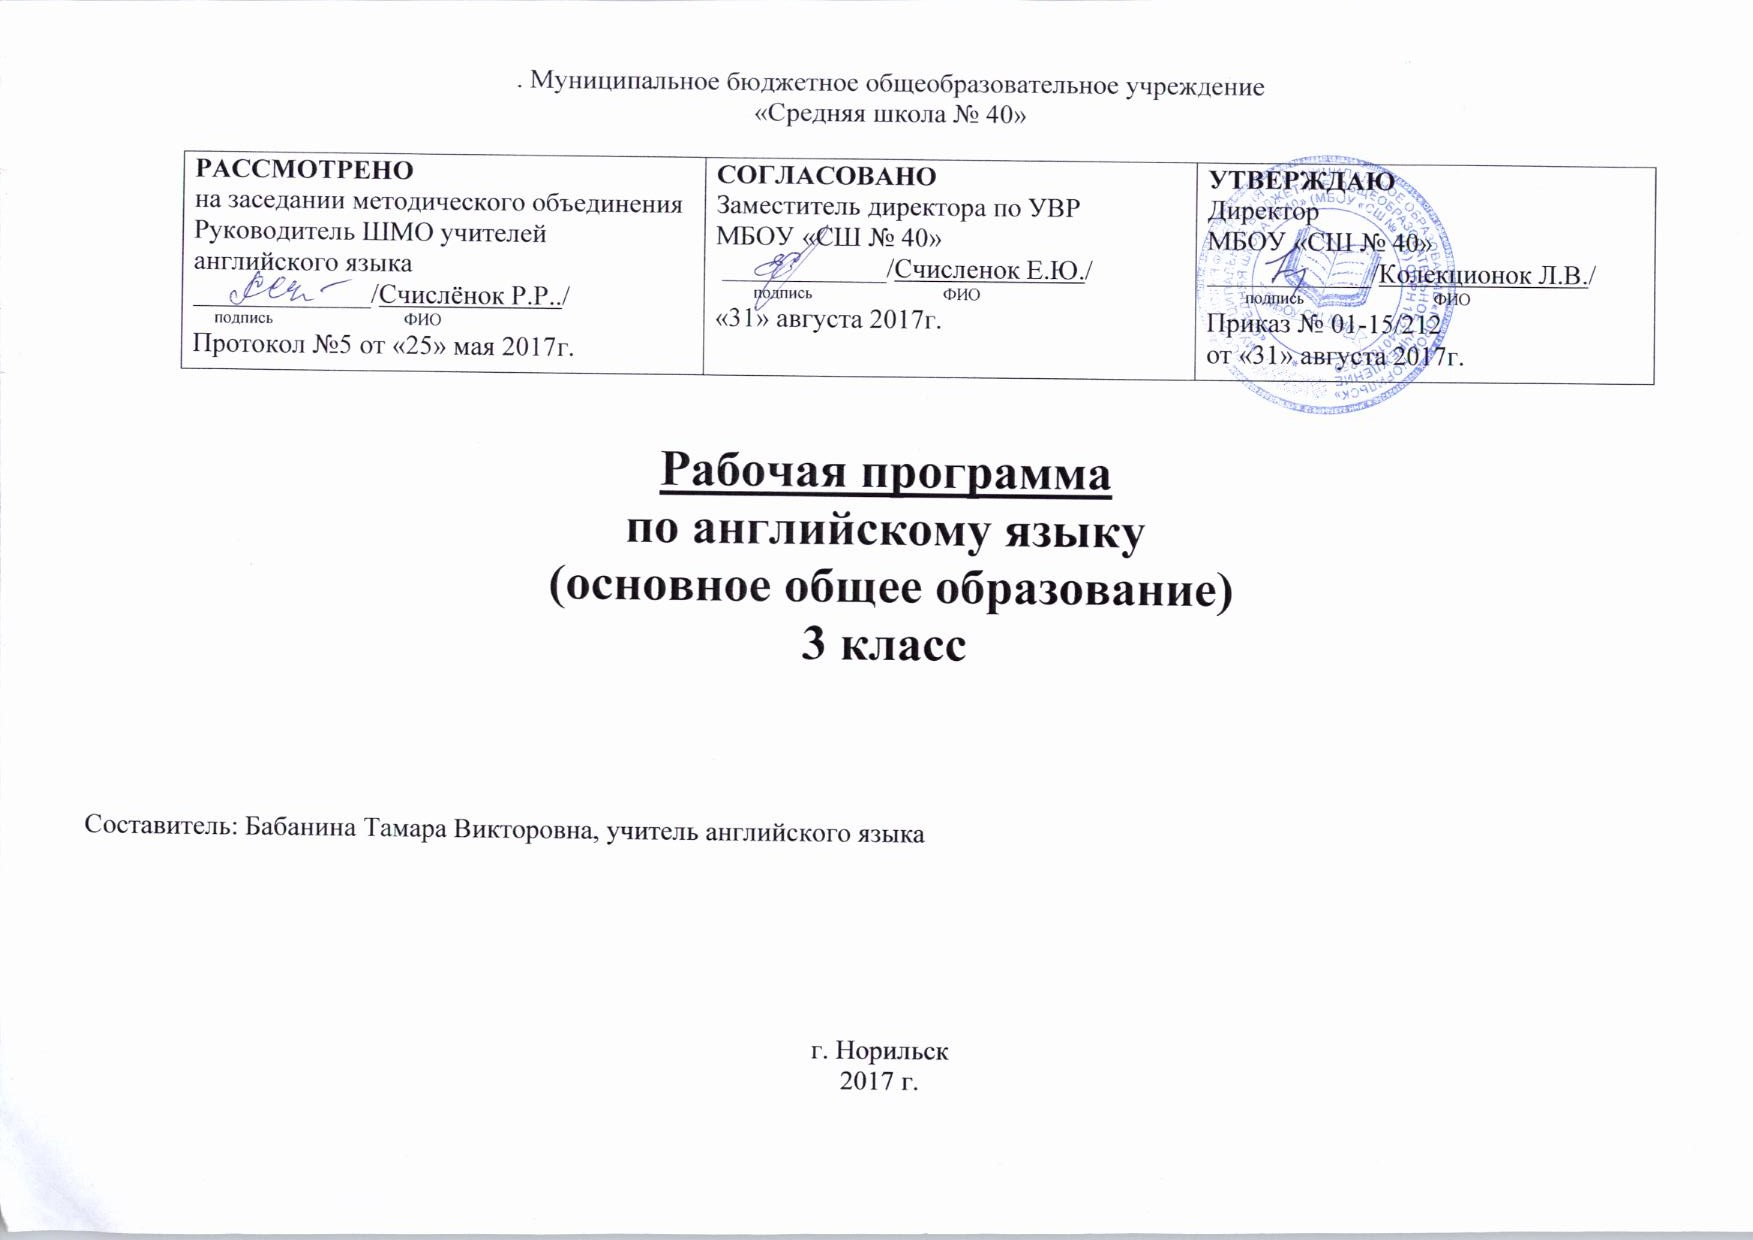 . Муниципальное бюджетное общеобразовательное учреждение
«Средняя школа № 40»
РАССМОТРЕНО
на заседании методического объединения
Руководитель ШМО учителей
английского языка
/Числёнок Р.Р../
подпись ФИО
Протокол №5 от «25» мая 2017г.
СОГЛАСОВАНО
Заместитель директора по УВР
МБОУ «СШ № 40»
/Счисленок Е.Ю./
подпись ФИО
«31» августа 2017г.
УТВЕРЖДАЮ
Директор
МБОУ «СШ № 40»
/Колекционок Л.В./
подпись ФИО
Приказ № 01-15/212
от «31» августа 2017г.
Рабочая программа
по английскому языку
(основное общее образование)
3 класс
Составитель: Бабанина Тамара Викторовна, учитель английского языка
г. Норильск
2017 г.